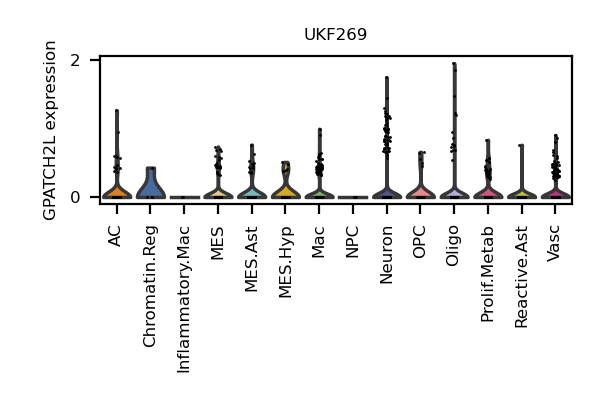 UKF269
GPATCH2L expression
2
0
AC
Chromatin.Reg
Inflammatory.Mac
MES
MES.Ast
MES.Hyp
Mac
NPC
Neuron
OPC
Oligo
Prolif.Metab
Reactive.Ast
Vasc